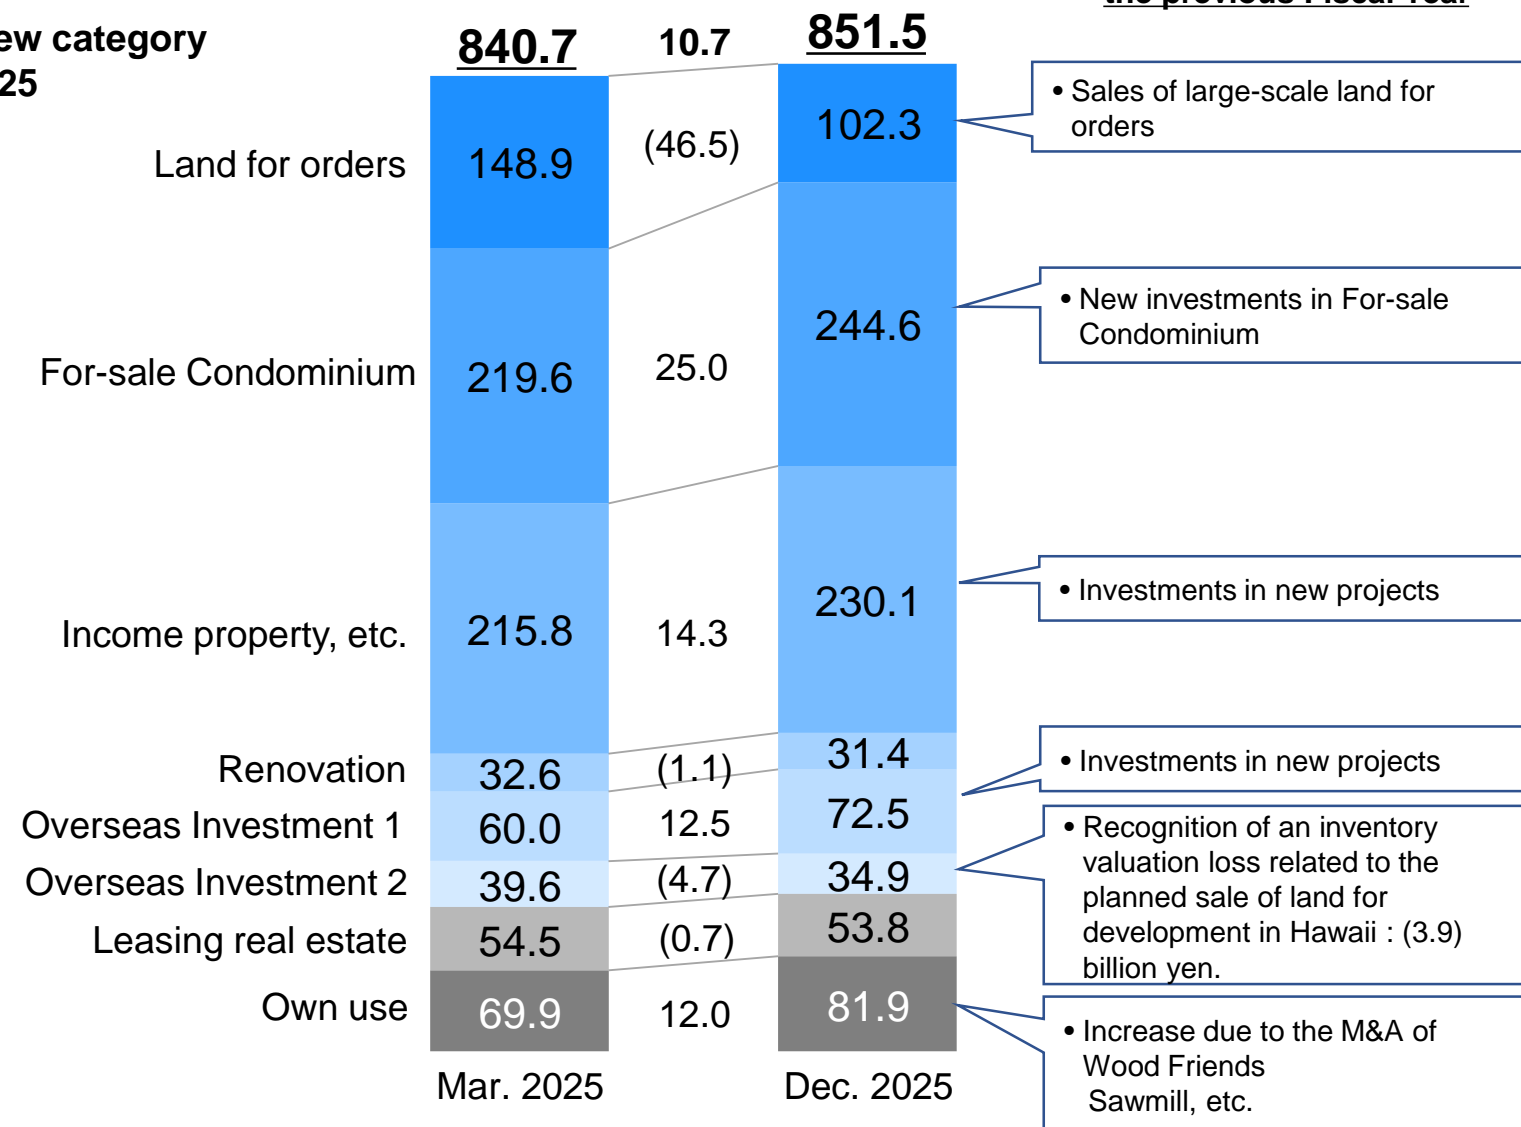 the previous Fiscal Year
ew category
25
840.7 10.7 851.5
Land for orders 148.9 (46.5) 102.3
• Sales of large-scale land for
orders
For-sale Condominium 219.6 25.0 244.6
• New investments in For-sale
Condominium
Income property, etc. 215.8 14.3 230.1
• Investments in new projects
Renovation 32.6 (1.1) 31.4
• Investments in new projects
Overseas Investment 1 60.0 12.5 72.5
Overseas Investment 2 39.6 (4.7) 34.9
• Recognition of an inventory
valuation loss related to the
planned sale of land for
development in Hawaii : (3.9)
billion yen.
Leasing real estate 54.5 (0.7) 53.8
Own use 69.9 12.0 81.9
• Increase due to the M&A of
Wood Friends
Sawmill, etc.
Mar. 2025 Dec. 2025